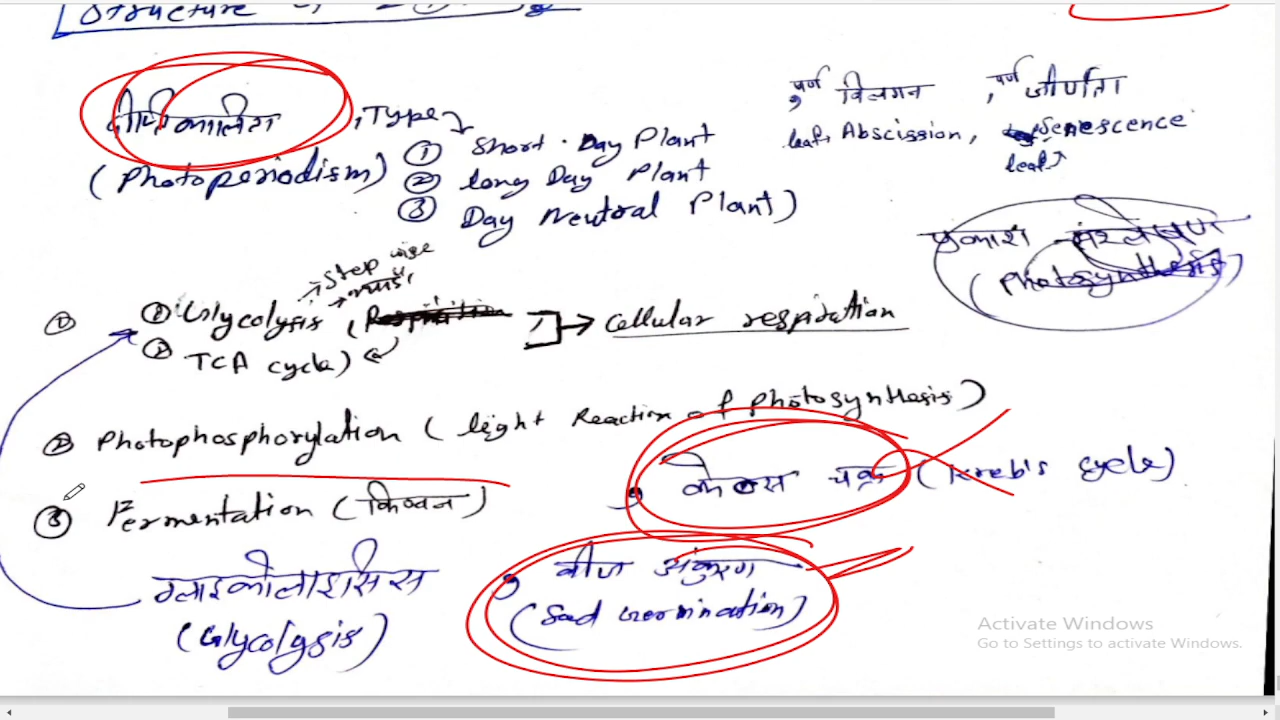 Structure of
दीप्तिकालिता , Type
(Photoperiodism)
① Short Day Plant
② Long Day Plant
③ Day Neutral Plant)
पर्ण विलगन , पर्ण जीर्णता
leaf Abscission, Senescence
leaf
प्रकाश संश्लेषण
(Photosynthesis)
Step wise
① ① Glycolysis ( → Cellular respiration
② TCA cycle)
② Photophosphorylation (light Reaction of Photosynthesis)
, क्रेब्स चक्र (Kreb's cycle)
③ Fermentation (किण्वन)
ग्लाइकोलाइसिस , बीज अंकुरण
(Glycolysis) (Sead Germination)
Activate Windows
Go to Settings to activate Windows.